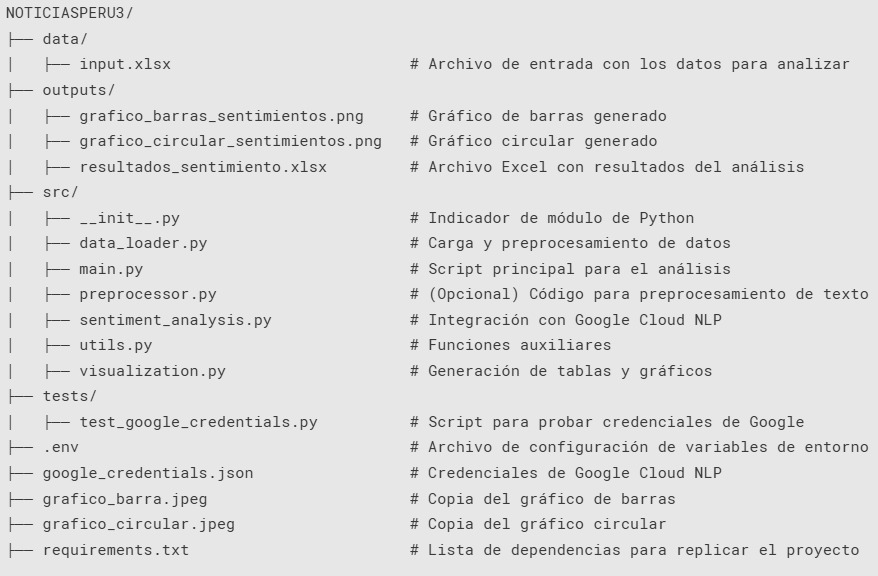 NOTICIASPERU3/
├── data/
│   ├── input.xlsx                          # Archivo de entrada con los datos para analizar
├── outputs/
│   ├── grafico_barras_sentimientos.png     # Gráfico de barras generado
│   ├── grafico_circular_sentimientos.png   # Gráfico circular generado
│   ├── resultados_sentimiento.xlsx         # Archivo Excel con resultados del análisis
├── src/
│   ├── __init__.py                         # Indicador de módulo de Python
│   ├── data_loader.py                      # Carga y preprocesamiento de datos
│   ├── main.py                             # Script principal para el análisis
│   ├── preprocessor.py                     # (Opcional) Código para preprocesamiento de texto
│   ├── sentiment_analysis.py               # Integración con Google Cloud NLP
│   ├── utils.py                            # Funciones auxiliares
│   ├── visualization.py                    # Generación de tablas y gráficos
├── tests/
│   ├── test_google_credentials.py          # Script para probar credenciales de Google
├── .env                                    # Archivo de configuración de variables de entorno
├── google_credentials.json                 # Credenciales de Google Cloud NLP
├── grafico_barra.jpeg                      # Copia del gráfico de barras
├── grafico_circular.jpeg                   # Copia del gráfico circular
├── requirements.txt                        # Lista de dependencias para replicar el proyecto